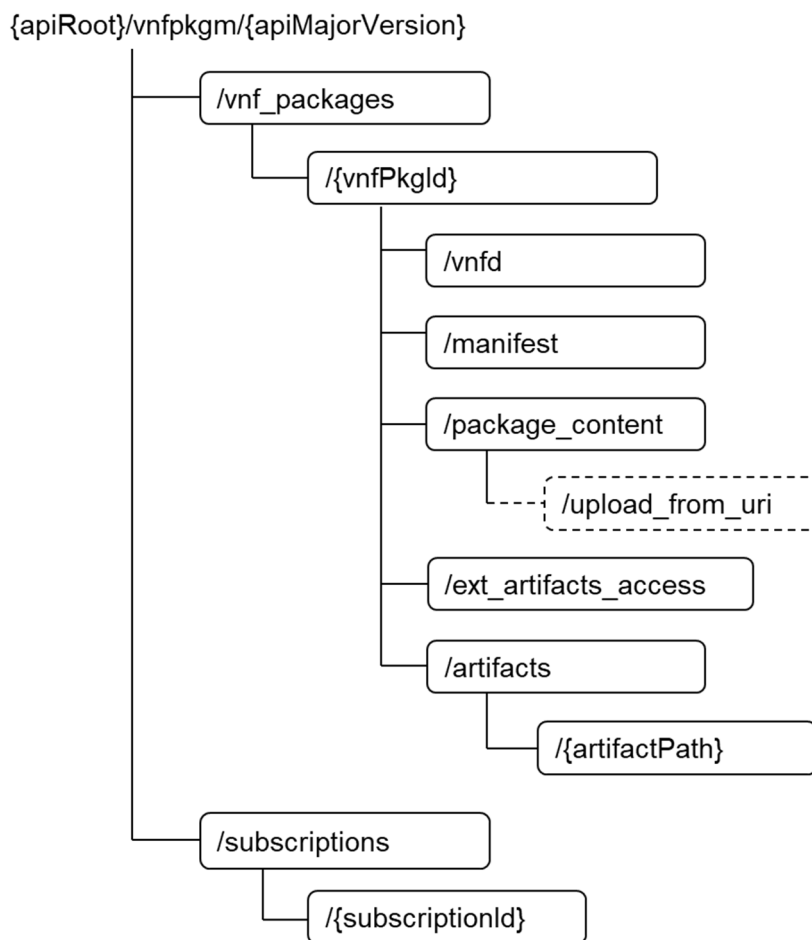 {apiRoot}/vnfpkgm/{apiMajorVersion}
/vnf_packages
/{vnfPkgId}
/vnfd
/manifest
/package_content
/upload_from_uri
/ext_artifacts_access
/artifacts
/{artifactPath}
/subscriptions
/{subscriptionId}